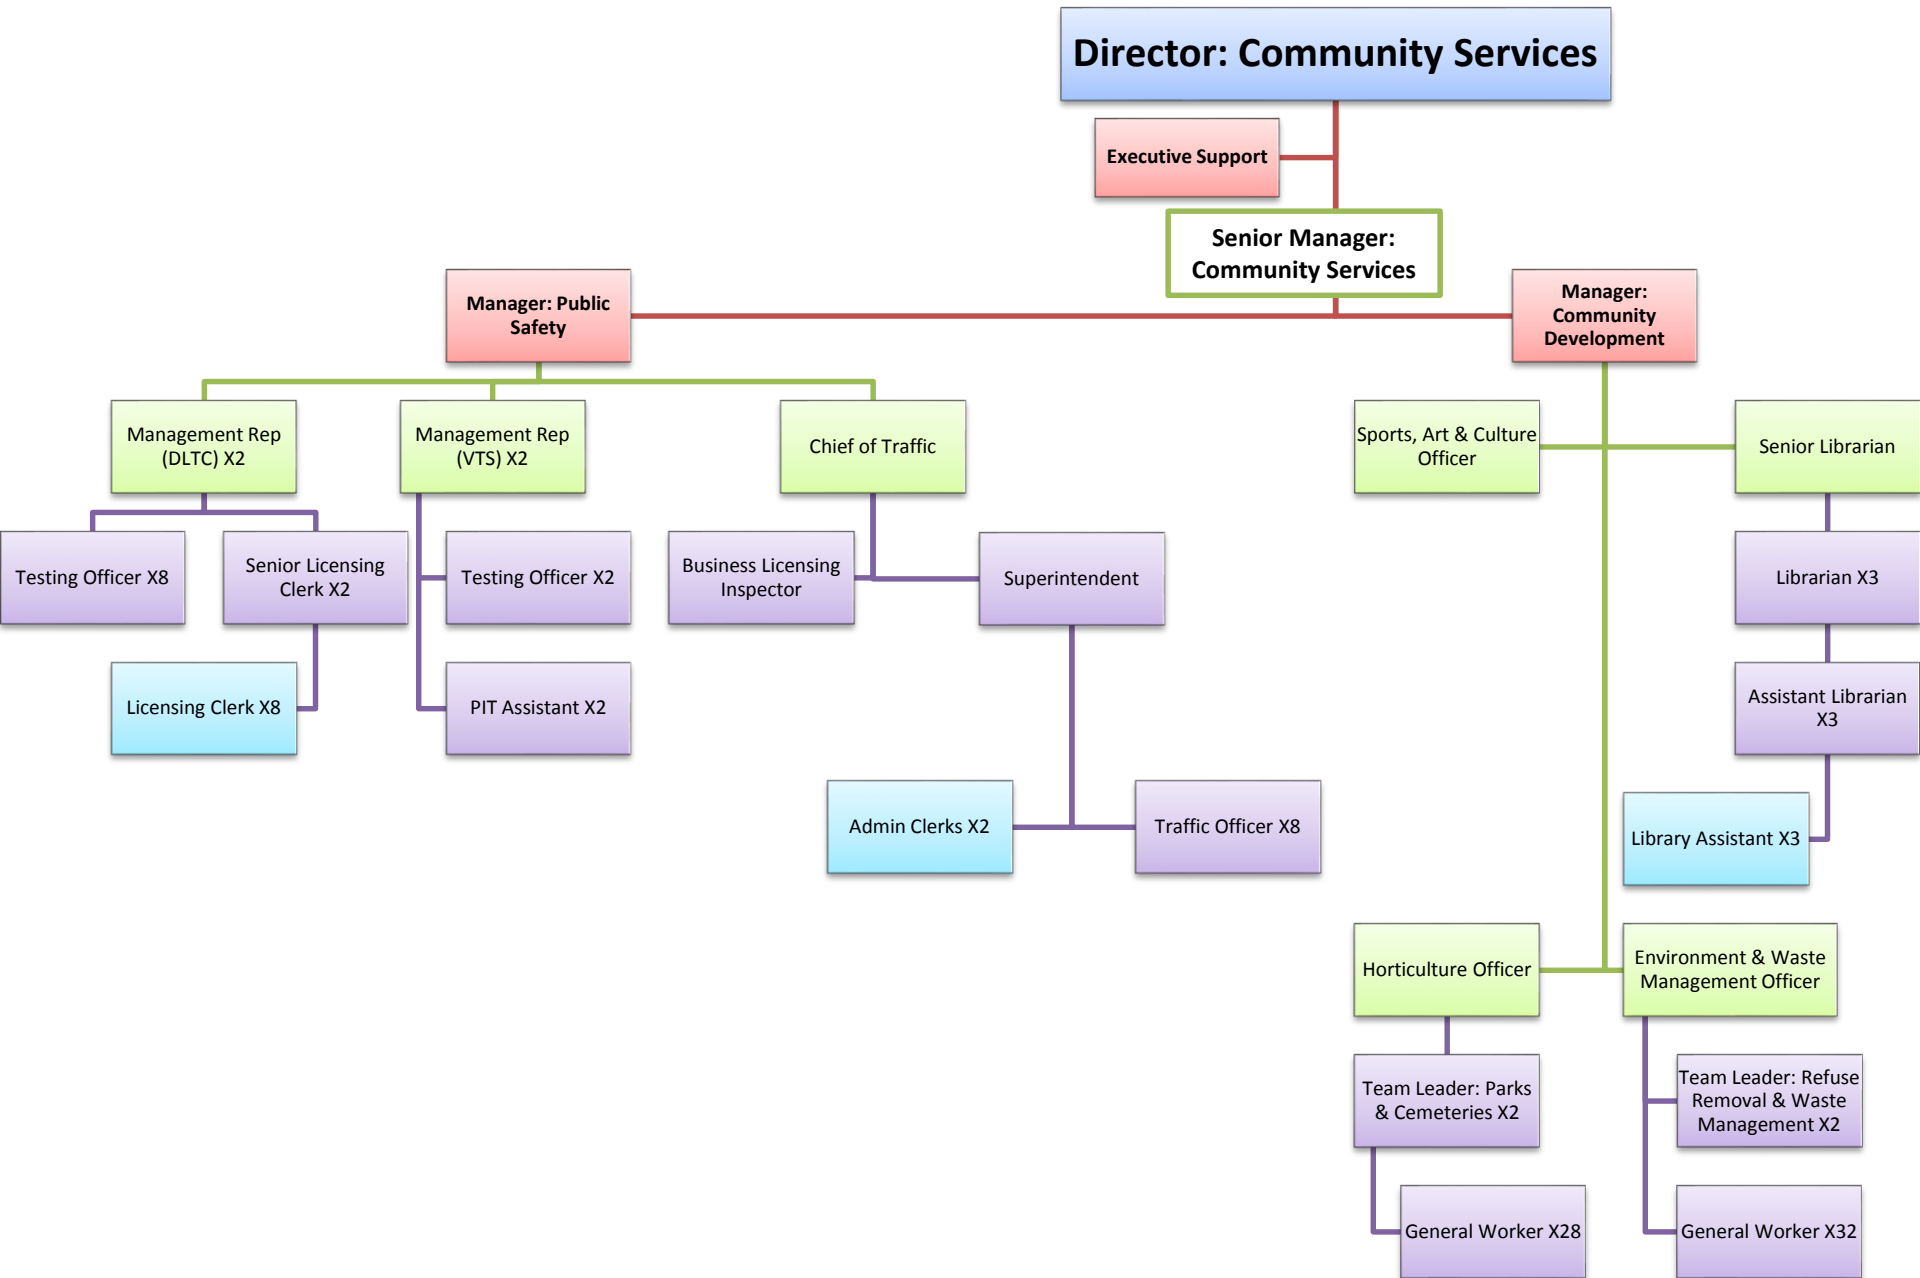 Director: Community Services
Executive Support
Senior Manager:
Community Services
Manager: Public
Safety
Manager:
Community
Development
Management Rep
(DLTC) X2
Management Rep
(VTS) X2
Chief of Traffic
Sports, Art & Culture
Officer
Senior Librarian
Testing Officer X8
Senior Licensing
Clerk X2
Testing Officer X2
Business Licensing
Inspector
Superintendent
Librarian X3
Licensing Clerk X8
PIT Assistant X2
Assistant Librarian
X3
Admin Clerks X2
Traffic Officer X8
Library Assistant X3
Horticulture Officer
Environment & Waste
Management Officer
Team Leader: Parks
& Cemeteries X2
Team Leader: Refuse
Removal & Waste
Management X2
General Worker X28
General Worker X32